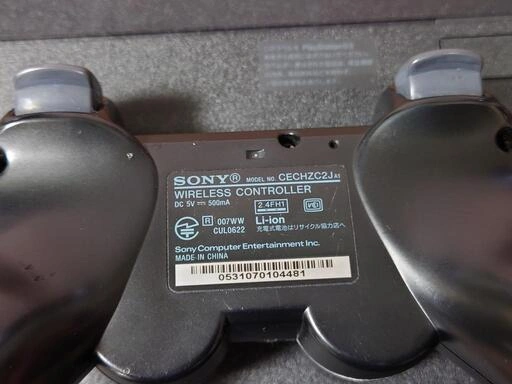 SONY® MODEL NO. CECHZC2J A1
WIRELESS CONTROLLER
DC 5V ⎓ 500mA
2.4FH1
R 007WW
CUL0622
Li-ion
充電式電池はリサイクル協力店へ
Sony Computer Entertainment Inc.
MADE IN CHINA
0531070104481